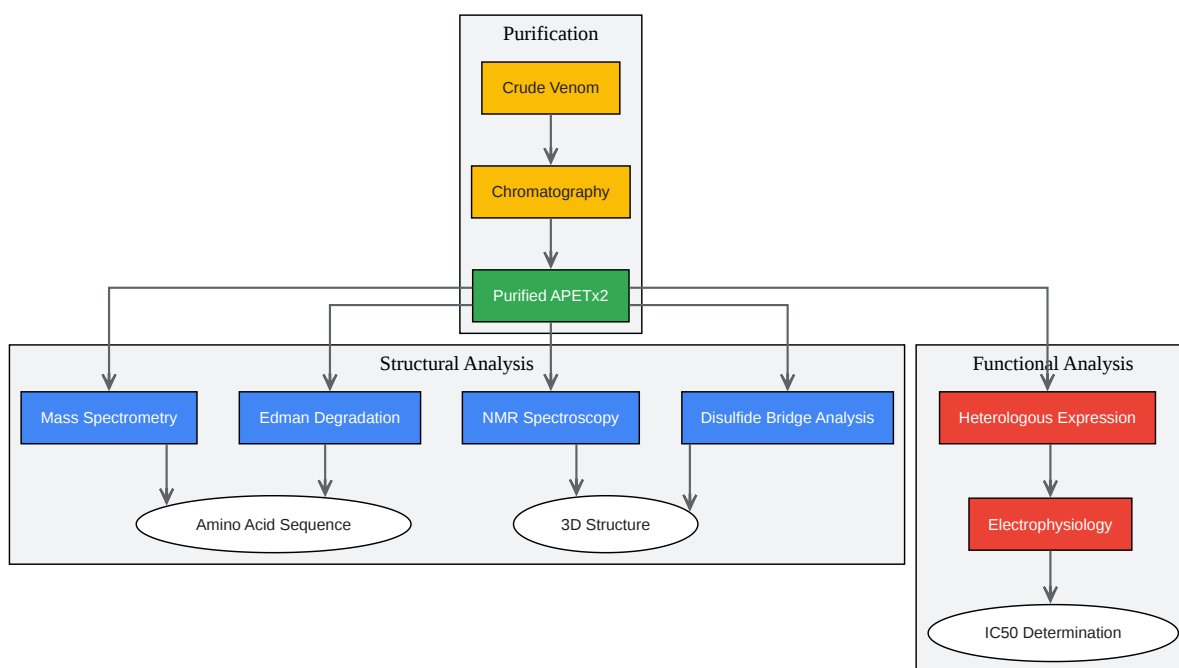 Purification
Crude Venom
Chromatography
Purified APETx2
Structural Analysis
Functional Analysis
Mass Spectrometry
Edman Degradation
NMR Spectroscopy
Disulfide Bridge Analysis
Heterologous Expression
Amino Acid Sequence
3D Structure
Electrophysiology
IC50 Determination